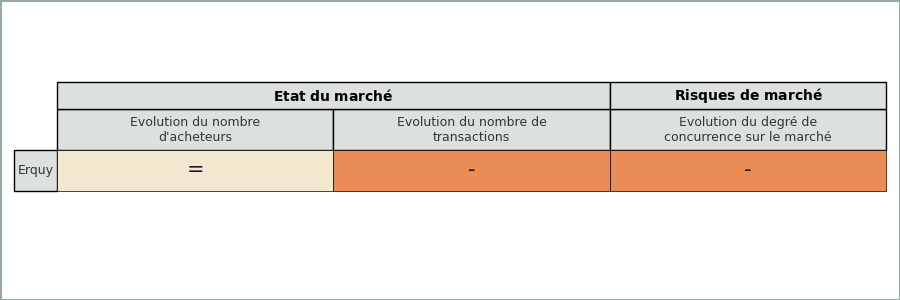 Etat du marché
Risques de marché
Evolution du nombre
d'acheteurs
Evolution du nombre de
transactions
Evolution du degré de
concurrence sur le marché
Erquy
=
-
-